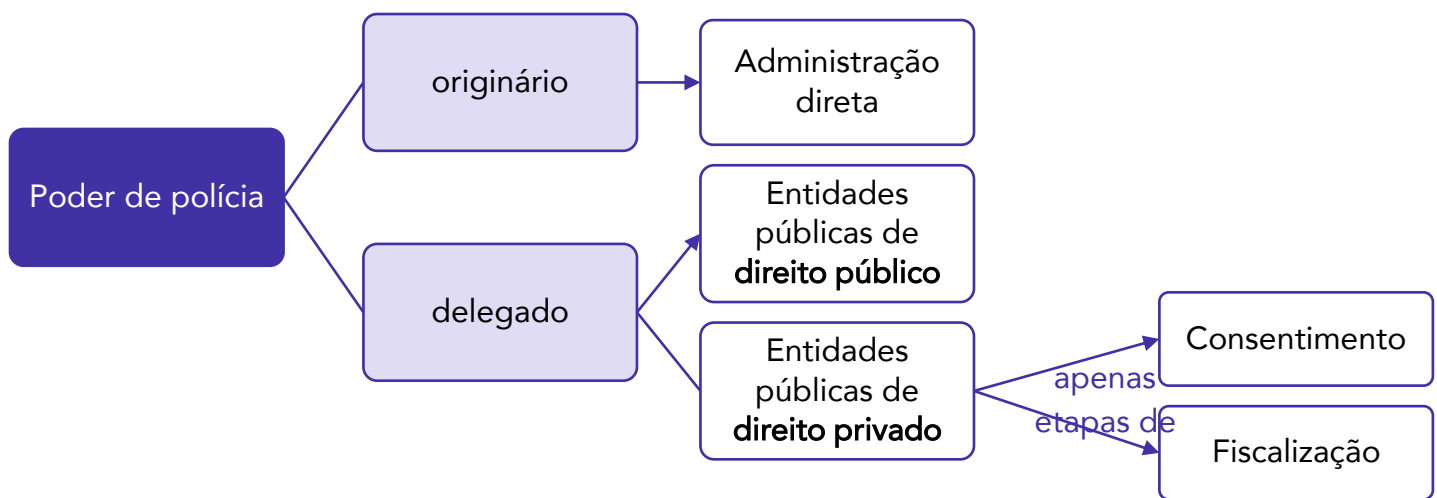 Poder de polícia
originário
Administração
direta
delegado
Entidades
públicas de
direito público
Entidades
públicas de
direito privado
apenas
etapas de
Consentimento
Fiscalização